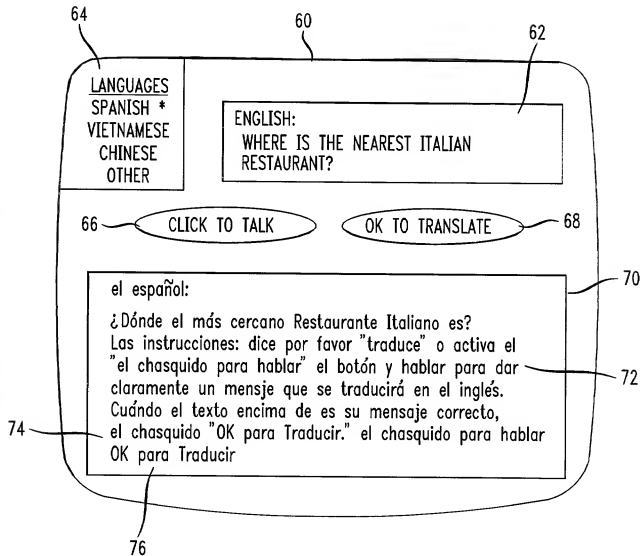 64
60
62
LANGUAGES
SPANISH *
VIETNAMESE
CHINESE
OTHER
ENGLISH:
WHERE IS THE NEAREST ITALIAN
RESTAURANT?
66
CLICK TO TALK
OK TO TRANSLATE
68
70
el español:
¿Dónde el más cercano Restaurante Italiano es?
Las instrucciones: dice por favor "traduce" o activa el
"el chasquido para hablar" el botón y hablar para dar
72
claramente un mensje que se traducirá en el inglés.
Cuándo el texto encima de es su mensaje correcto,
74
el chasquido "OK para Traducir." el chasquido para hablar
OK para Traducir
76